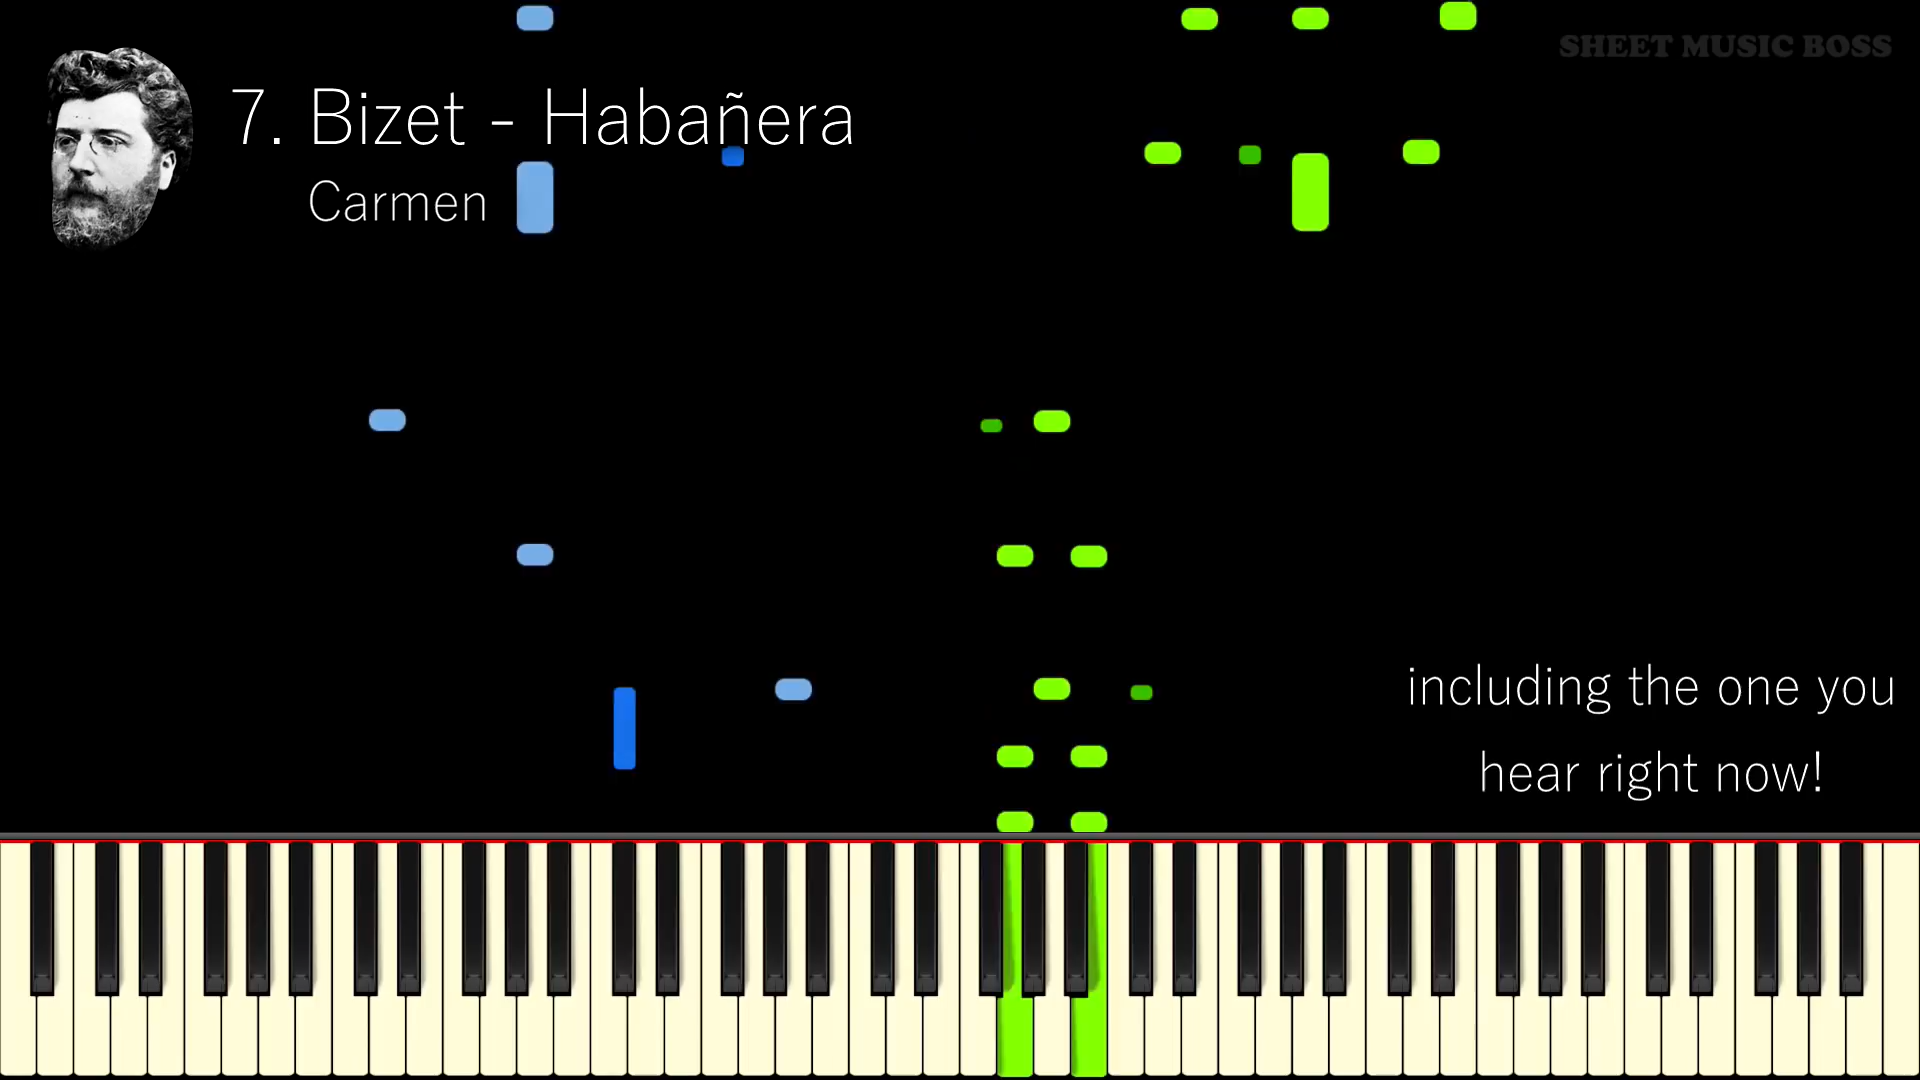 SHEET MUSIC BOSS
7. Bizet - Habañera
Carmen
including the one you
hear right now!